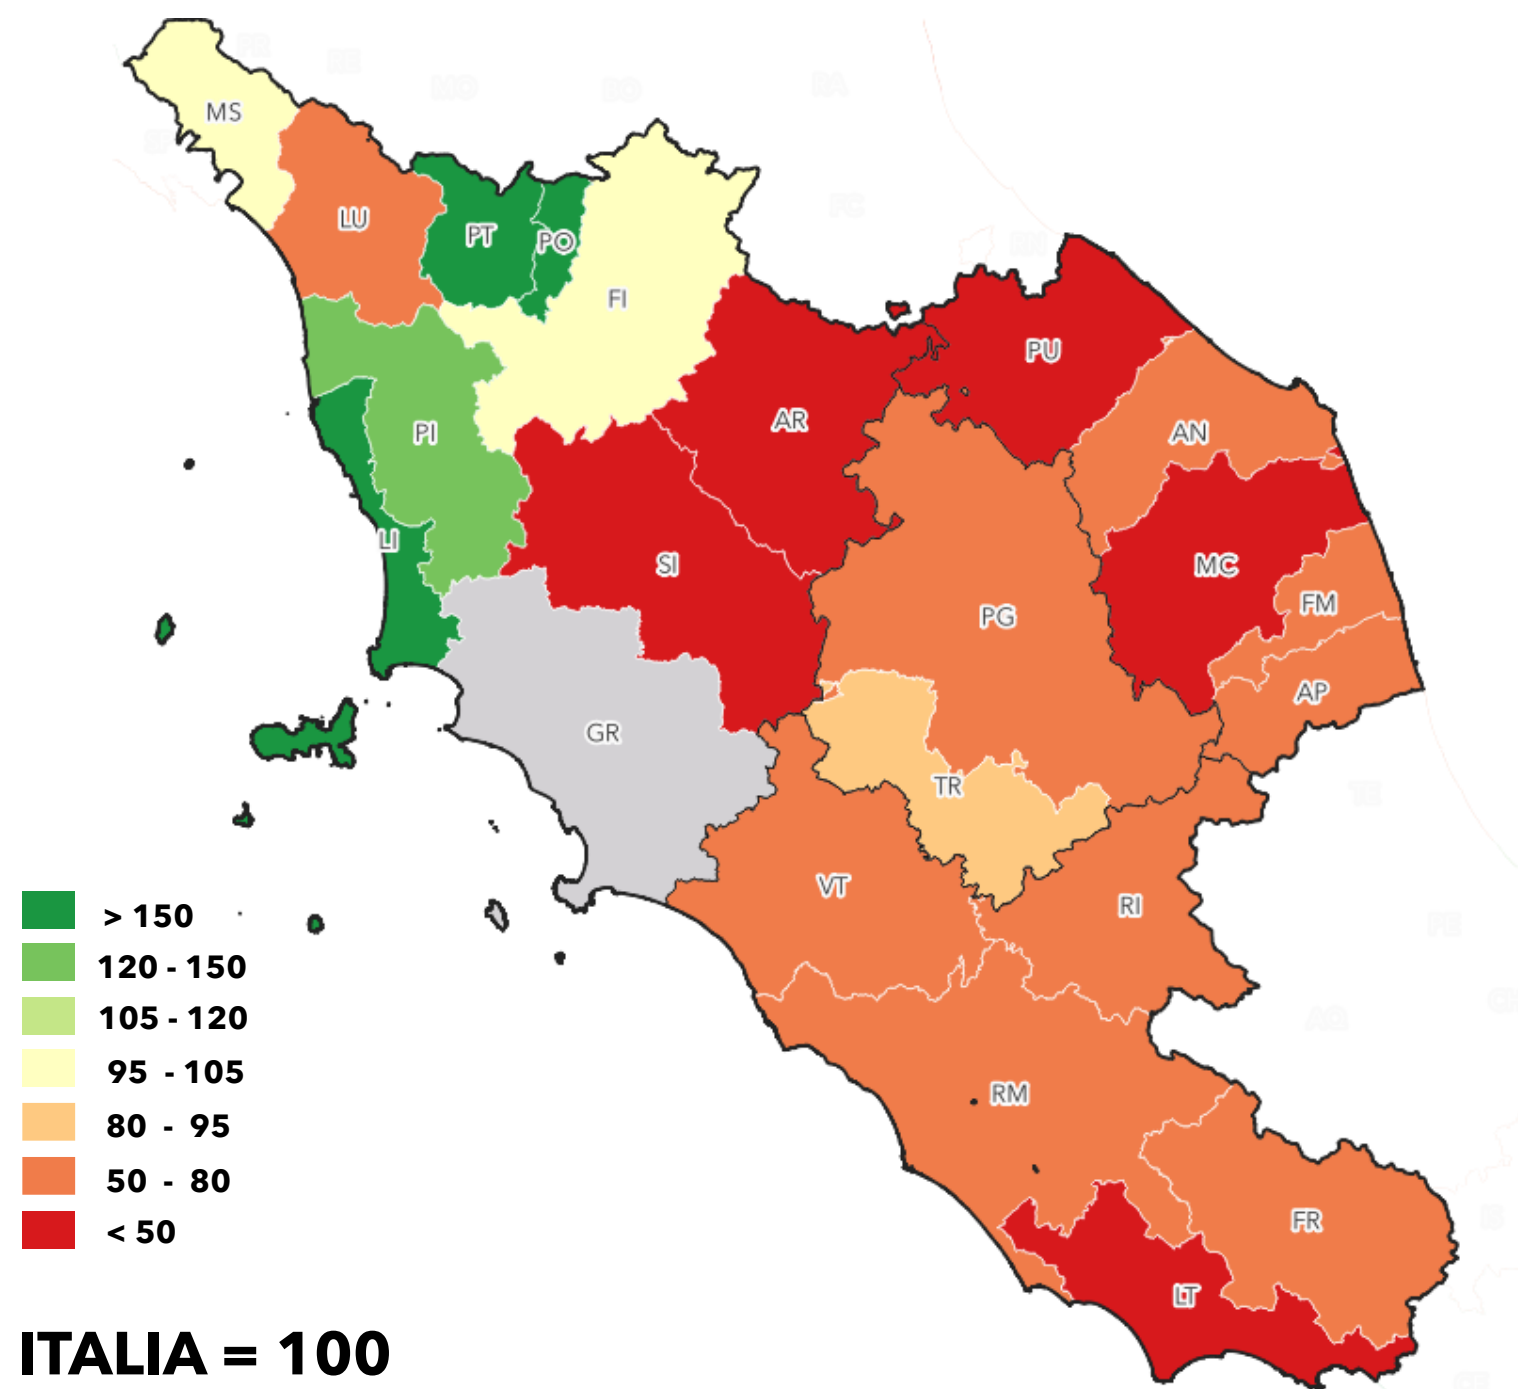 MS
LU
PT
PO
FI
PU
AR
AN
PI
LI
SI
MC
FM
PG
AP
GR
TR
VT
RI
RM
FR
LT
> 150
120 - 150
105 - 120
95 - 105
80 - 95
50 - 80
< 50
ITALIA = 100